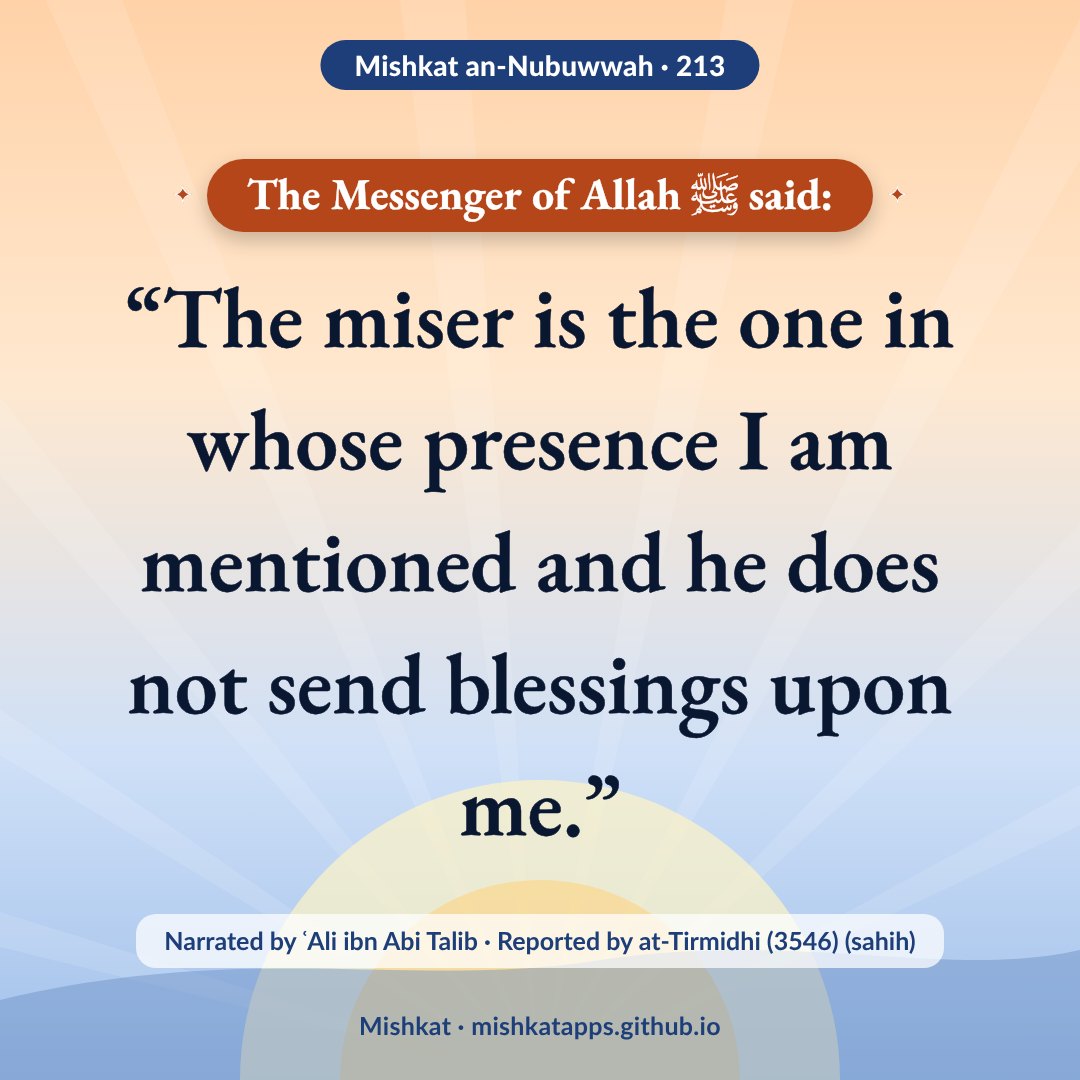 Mishkat an-Nubuwwah · 213
The Messenger of Allah ﷺ said:
“The miser is the one in
whose presence I am
mentioned and he does
not send blessings upon
me.”
Narrated by ʿAli ibn Abi Talib · Reported by at-Tirmidhi (3546) (sahih)
Mishkat · mishkatapps.github.io